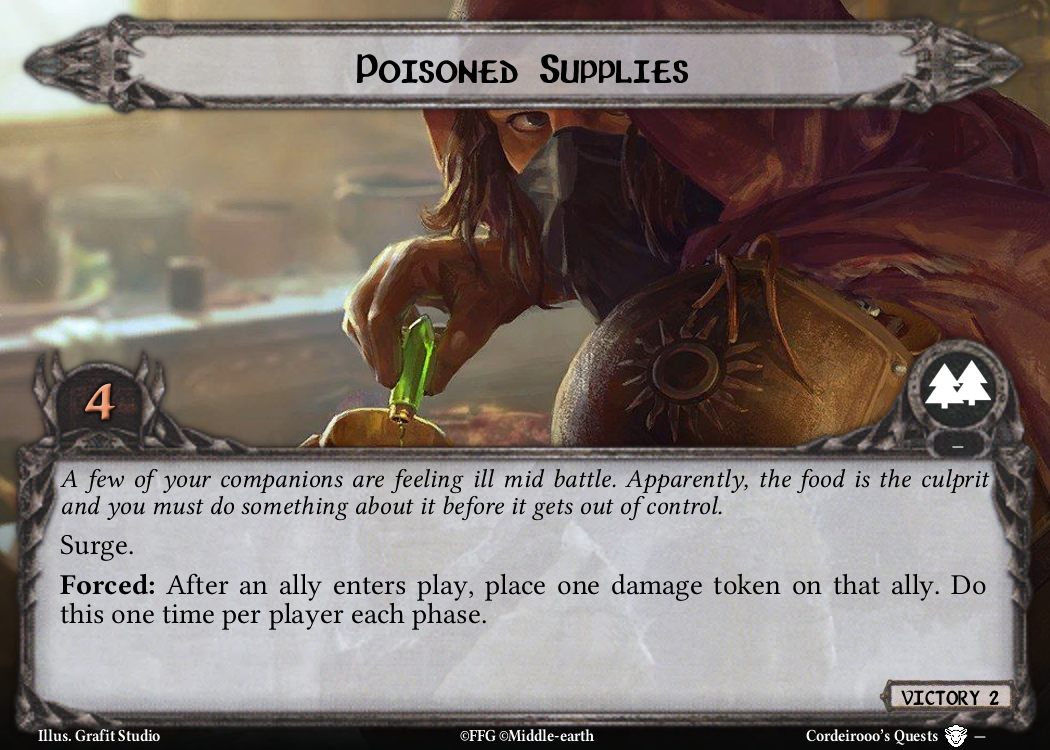 Poisoned Supplies
4
–
A few of your companions are feeling ill mid battle. Apparently, the food is the culprit
and you must do something about it before it gets out of control.
Surge.
Forced: After an ally enters play, place one damage token on that ally. Do
this one time per player each phase.
VICTORY 2
Illus. Grafit Studio ©FFG ©Middle-earth Cordeirooo's Quests —